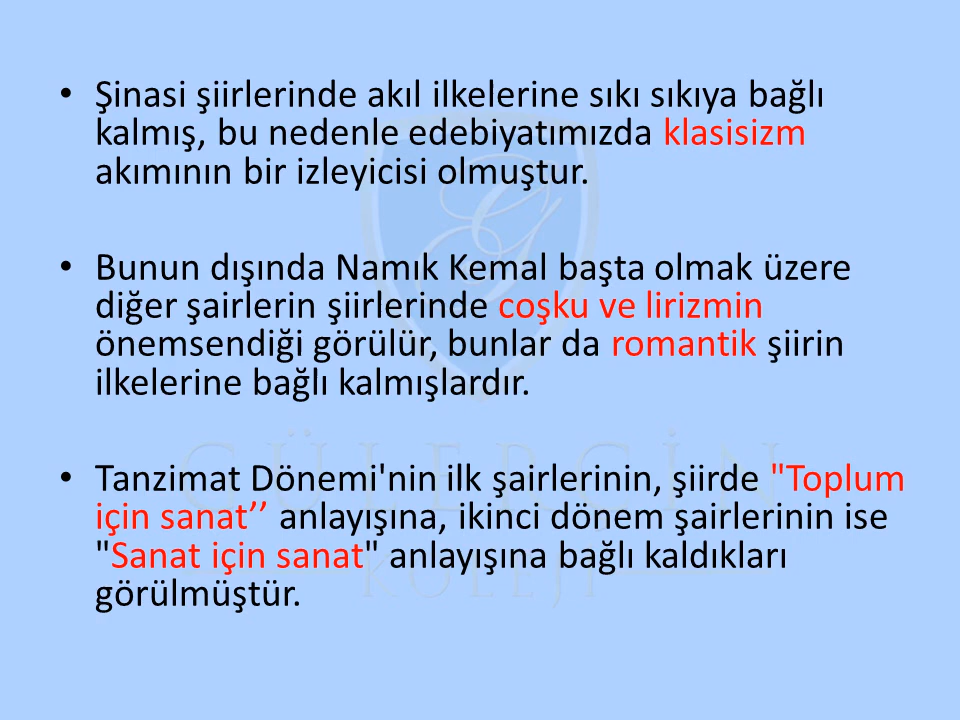 • Şinasi şiirlerinde akıl ilkelerine sıkı sıkıya bağlı
kalmış, bu nedenle edebiyatımızda klasisizm
akımının bir izleyicisi olmuştur.
• Bunun dışında Namık Kemal başta olmak üzere
diğer şairlerin şiirlerinde coşku ve lirizmin
önemsendiği görülür, bunlar da romantik şiirin
ilkelerine bağlı kalmışlardır.
• Tanzimat Dönemi'nin ilk şairlerinin, şiirde "Toplum
için sanat’’ anlayışına, ikinci dönem şairlerinin ise
"Sanat için sanat" anlayışına bağlı kaldıkları
görülmüştür.
GÜLERÇİN
KOLEJİ